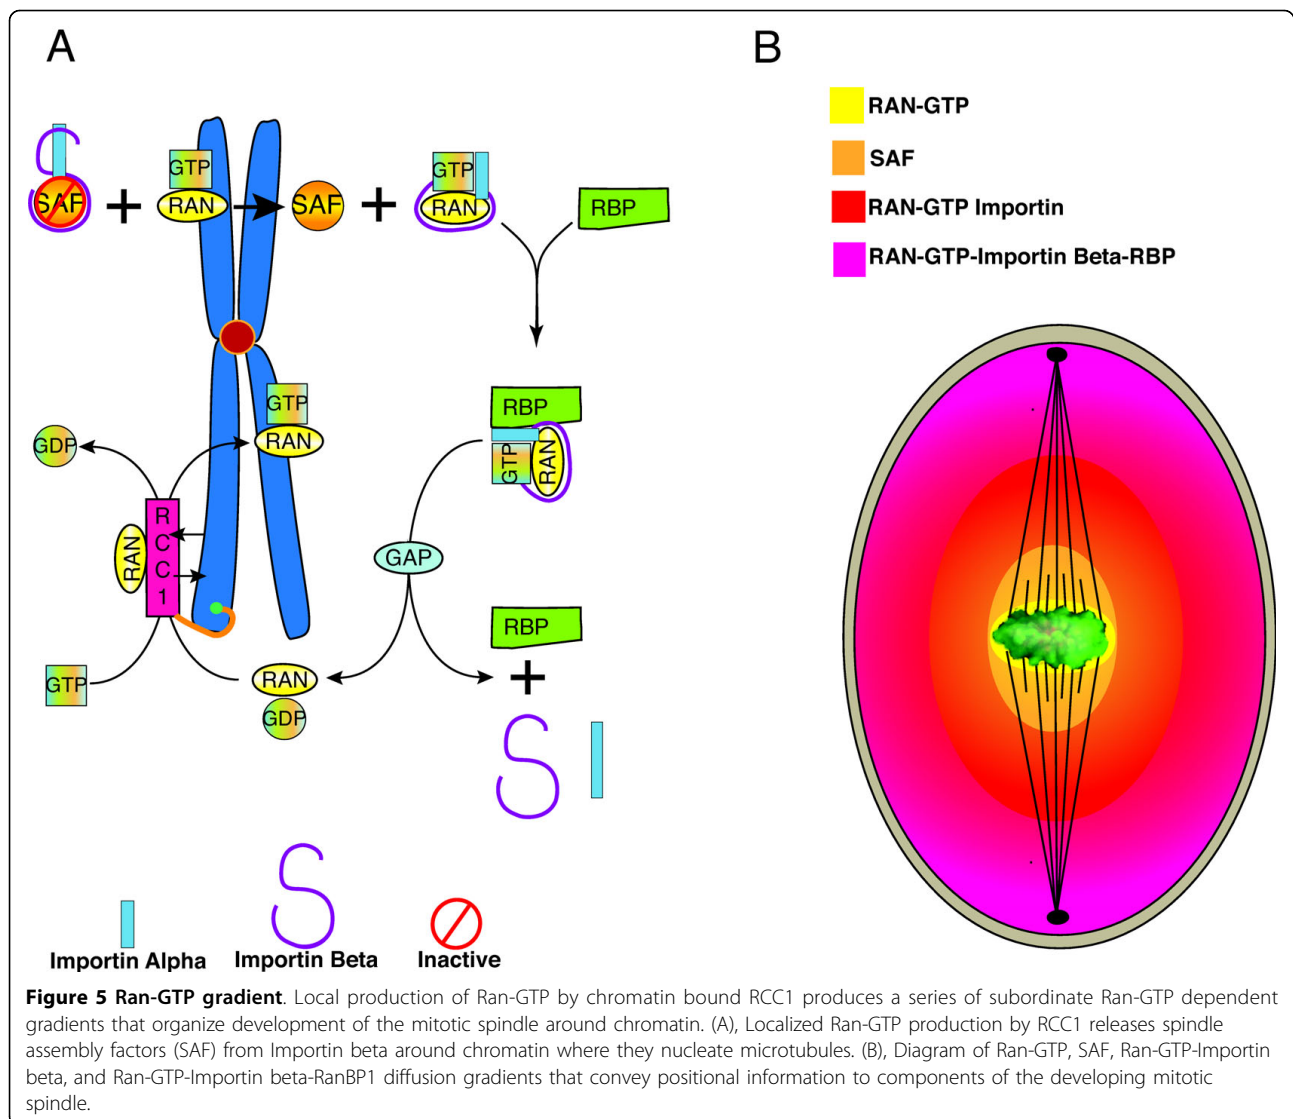 A
B
RAN-GTP
SAF
RAN-GTP Importin
RAN-GTP-Importin Beta-RBP
SAF
+
GTP
RAN
SAF
+
GTP
RAN
RBP
GTP
RAN
GDP
RBP
GTP
RAN
R
C
C
1
RAN
GAP
RBP
+
GTP
RAN
GDP
Importin Alpha
Importin Beta
Inactive
Figure 5 Ran-GTP gradient. Local production of Ran-GTP by chromatin bound RCC1 produces a series of subordinate Ran-GTP dependent
gradients that organize development of the mitotic spindle around chromatin. (A), Localized Ran-GTP production by RCC1 releases spindle
assembly factors (SAF) from Importin beta around chromatin where they nucleate microtubules. (B), Diagram of Ran-GTP, SAF, Ran-GTP-Importin
beta, and Ran-GTP-Importin beta-RanBP1 diffusion gradients that convey positional information to components of the developing mitotic
spindle.